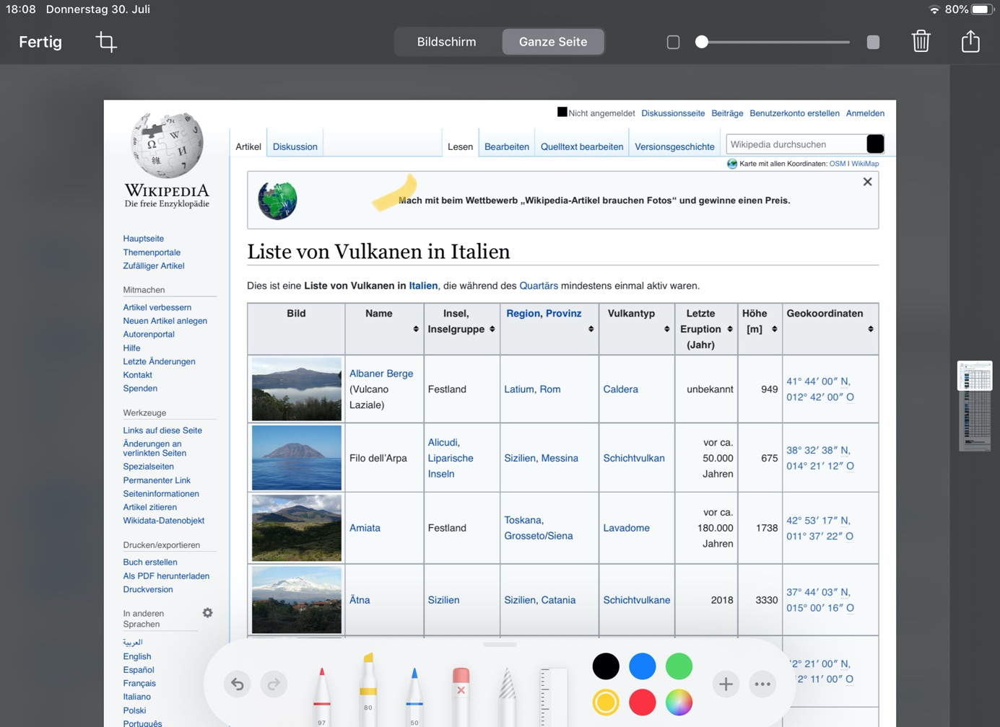 18:08 Donnerstag 30. Juli
80%
Fertig
Bildschirm
Ganze Seite
WIKIPEDIA
Die freie Enzyklopädie
Nicht angemeldet Diskussionsseite Beiträge Benutzerkonto erstellen Anmelden
Artikel Diskussion Lesen Bearbeiten Quelltext bearbeiten Versionsgeschichte
Wikipedia durchsuchen
Karte mit allen Koordinaten: OSM | WikiMap
Mach mit beim Wettbewerb „Wikipedia-Artikel brauchen Fotos“ und gewinne einen Preis.
Hauptseite
Themenportale
Zufälliger Artikel
Mitmachen
Artikel verbessern
Neuen Artikel anlegen
Autorenportal
Hilfe
Letzte Änderungen
Kontakt
Spenden
Werkzeuge
Links auf diese Seite
Änderungen an
verlinkten Seiten
Spezialseiten
Permanenter Link
Seiteninformationen
Artikel zitieren
Wikidata-Datenobjekt
Drucken/exportieren
Buch erstellen
Als PDF herunterladen
Druckversion
In anderen
Sprachen
العربية
English
Español
Français
Italiano
Polski
Português
Liste von Vulkanen in Italien
Dies ist eine Liste von Vulkanen in Italien, die während des Quartärs mindestens einmal aktiv waren.
Bild
Name
Insel,
Inselgruppe
Region, Provinz
Vulkantyp
Letzte
Eruption
(Jahr)
Höhe
[m]
Geokoordinaten
Albaner Berge
(Vulcano
Laziale)
Festland
Latium, Rom
Caldera
unbekannt
949
41° 44′ 00″ N,
012° 42′ 00″ O
Filo dell’Arpa
Alicudi,
Liparische
Inseln
Sizilien, Messina
Schichtvulkan
vor ca.
50.000
Jahren
675
38° 32′ 38″ N,
014° 21′ 12″ O
Amiata
Festland
Toskana,
Grosseto/Siena
Lavadome
vor ca.
180.000
Jahren
1738
42° 53′ 17″ N,
011° 37′ 22″ O
Ätna
Sizilien
Sizilien, Catania
Schichtvulkane
2018
3330
37° 44′ 03″ N,
015° 00′ 16″ O
2° 21′ 00″ N,
2° 11′ 00″ O
97
80
50